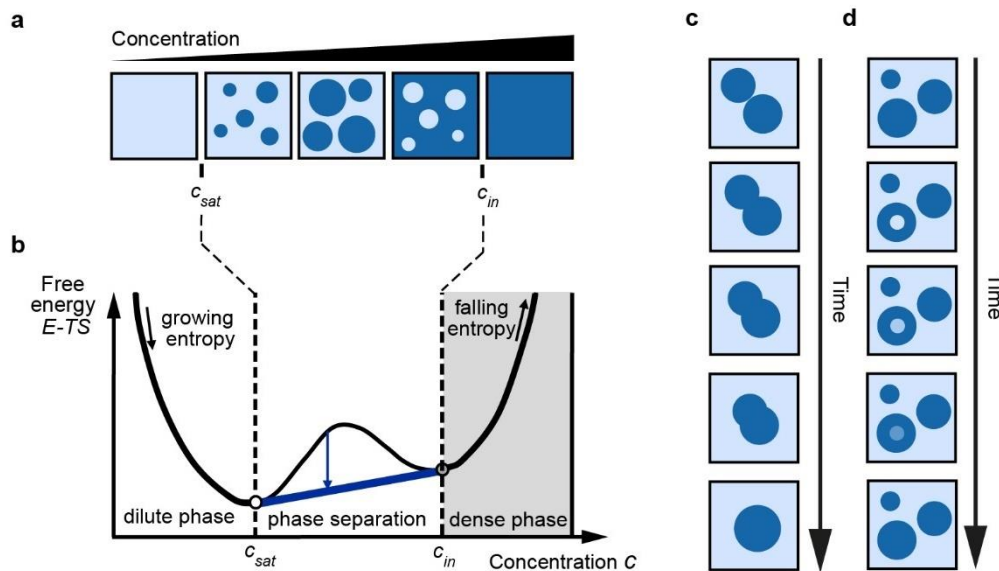 a
Concentration
c_sat
c_in
b
Free
energy
E-TS
growing
entropy
falling
entropy
dilute phase
phase separation
dense phase
c_sat
c_in
Concentration C
c
Time
d
Time